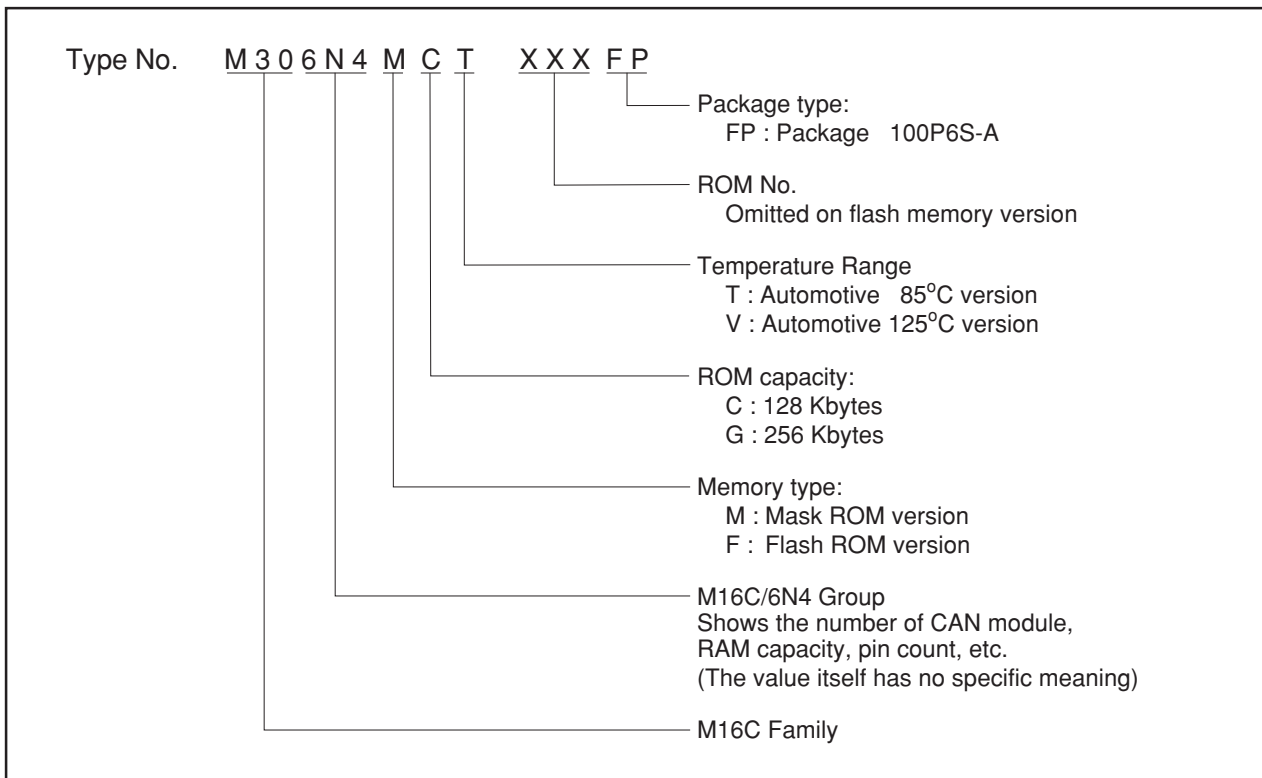 Type No. M 3 0 6 N 4 M C T X X X F P
Package type:
FP : Package 100P6S-A
ROM No.
Omitted on flash memory version
Temperature Range
T : Automotive 85°C version
V : Automotive 125°C version
ROM capacity:
C : 128 Kbytes
G : 256 Kbytes
Memory type:
M : Mask ROM version
F : Flash ROM version
M16C/6N4 Group
Shows the number of CAN module,
RAM capacity, pin count, etc.
(The value itself has no specific meaning)
M16C Family